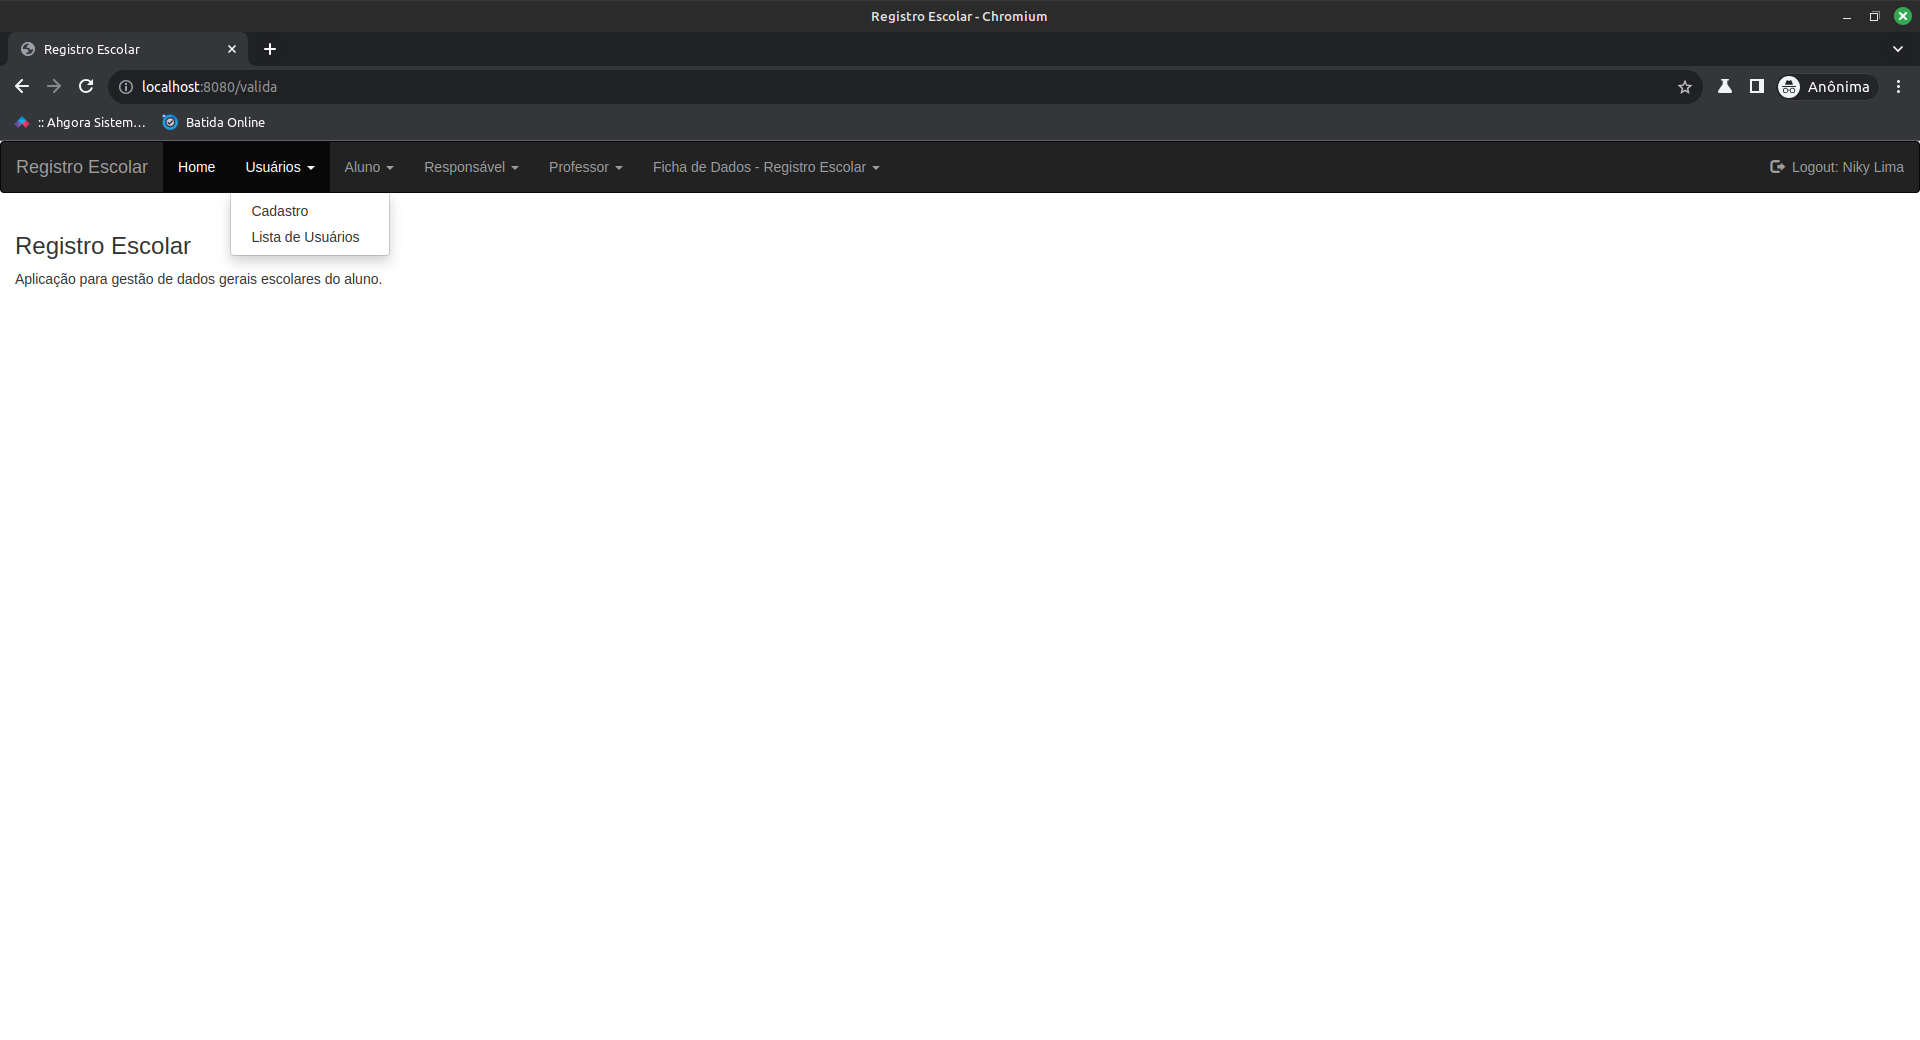 Registro Escolar - Chromium
Registro Escolar
localhost:8080/valida
Anônima
:: Ahgora Sistem... Batida Online
Registro Escolar Home Usuários Aluno Responsável Professor Ficha de Dados - Registro Escolar Logout: Niky Lima
Cadastro
Lista de Usuários
Registro Escolar
Aplicação para gestão de dados gerais escolares do aluno.